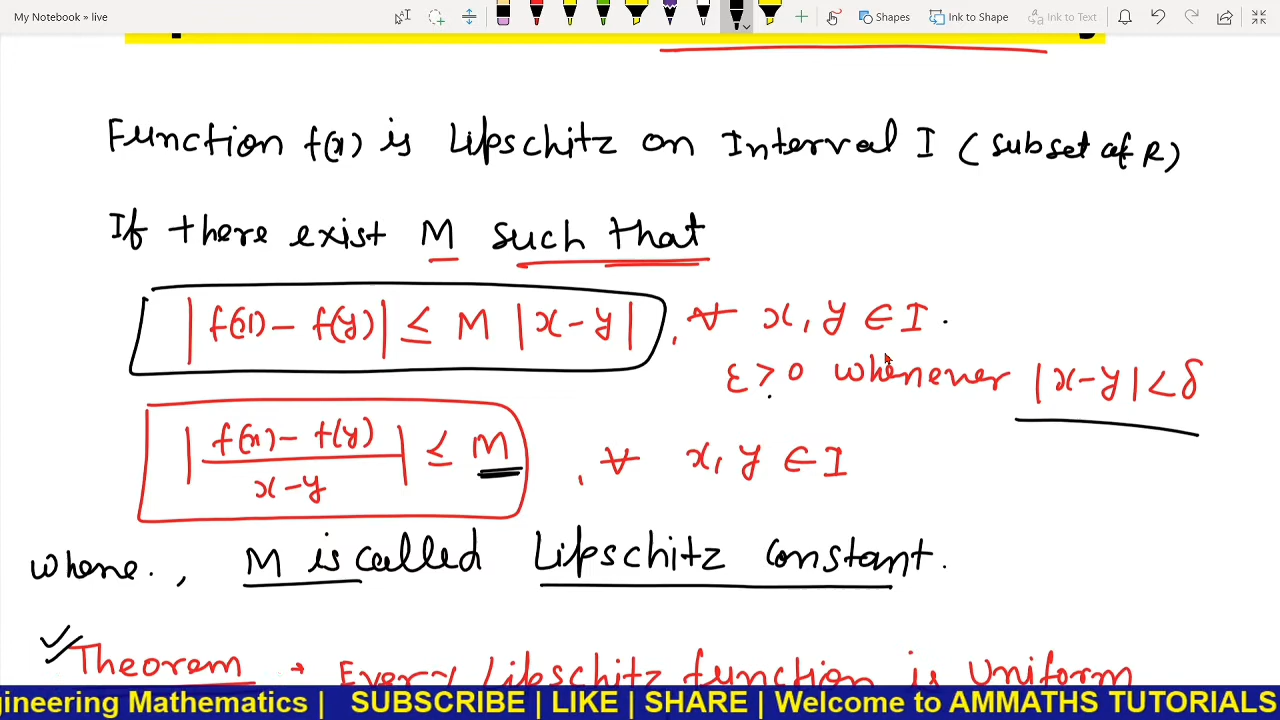 My Notebook » live
Shapes Ink to Shape Ink to Text
Function f(x) is Lipschitz on Interval I (subset of R)
If there exist M such that
|f(x) - f(y)| ≤ M |x-y| , ∀ x, y ∈ I.
ε > 0 whenever |x-y| < δ
|f(x) - f(y) / x-y| ≤ M , ∀ x, y ∈ I
where., M is called Lipschitz constant.
Theorem : Every Lipschitz function is Uniform
ngineering Mathematics | SUBSCRIBE | LIKE | SHARE | Welcome to AMMATHS TUTORIALS